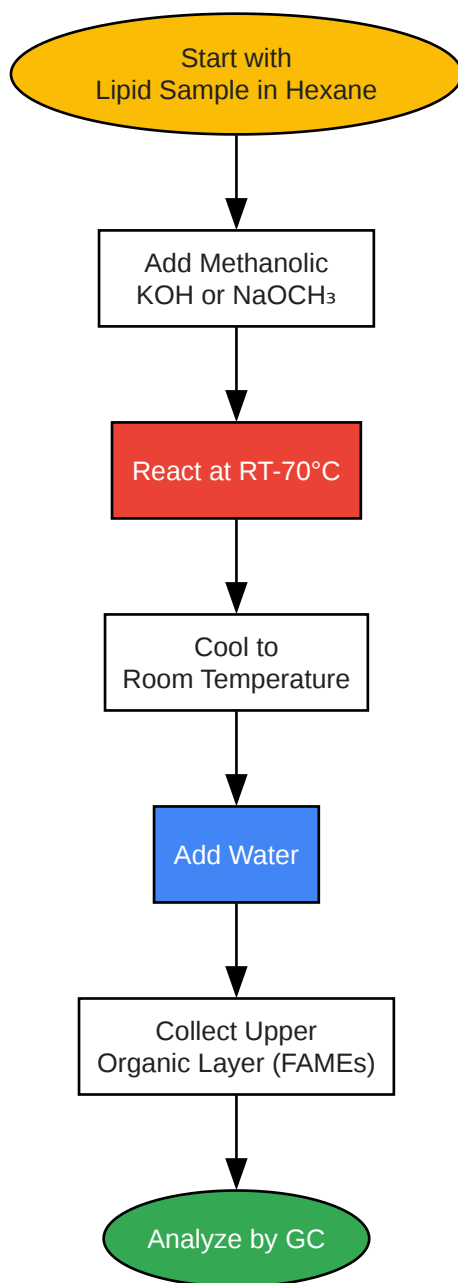 Start with
Lipid Sample in Hexane
Add Methanolic
KOH or NaOCH₃
React at RT-70°C
Cool to
Room Temperature
Add Water
Collect Upper
Organic Layer (FAMEs)
Analyze by GC